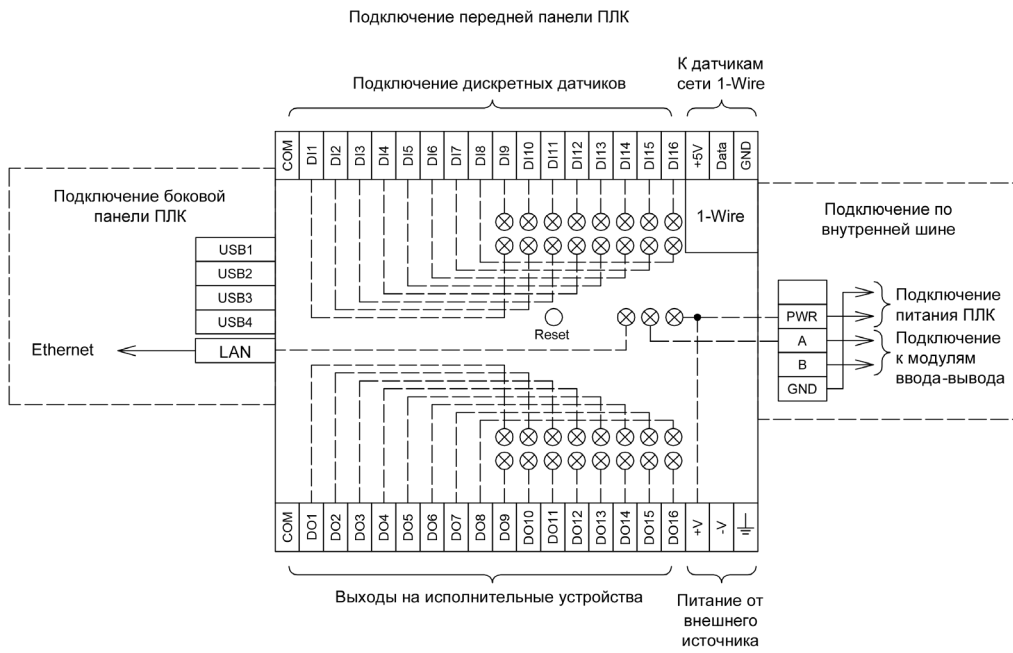 Подключение передней панели ПЛК
Подключение дискретных датчиков
К датчикам
сети 1-Wire
COM DI1 DI2 DI3 DI4 DI5 DI6 DI7 DI8 DI9 DI10 DI11 DI12 DI13 DI14 DI15 DI16 +5V Data GND
Подключение боковой
панели ПЛК
USB1
USB2
USB3
USB4
LAN
Ethernet
1-Wire
Reset
Подключение по
внутренней шине
PWR
A
B
GND
Подключение
питания ПЛК
Подключение
к модулям
ввода-вывода
COM DO1 DO2 DO3 DO4 DO5 DO6 DO7 DO8 DO9 DO10 DO11 DO12 DO13 DO14 DO15 DO16 +V -V
Выходы на исполнительные устройства
Питание от
внешнего
источника